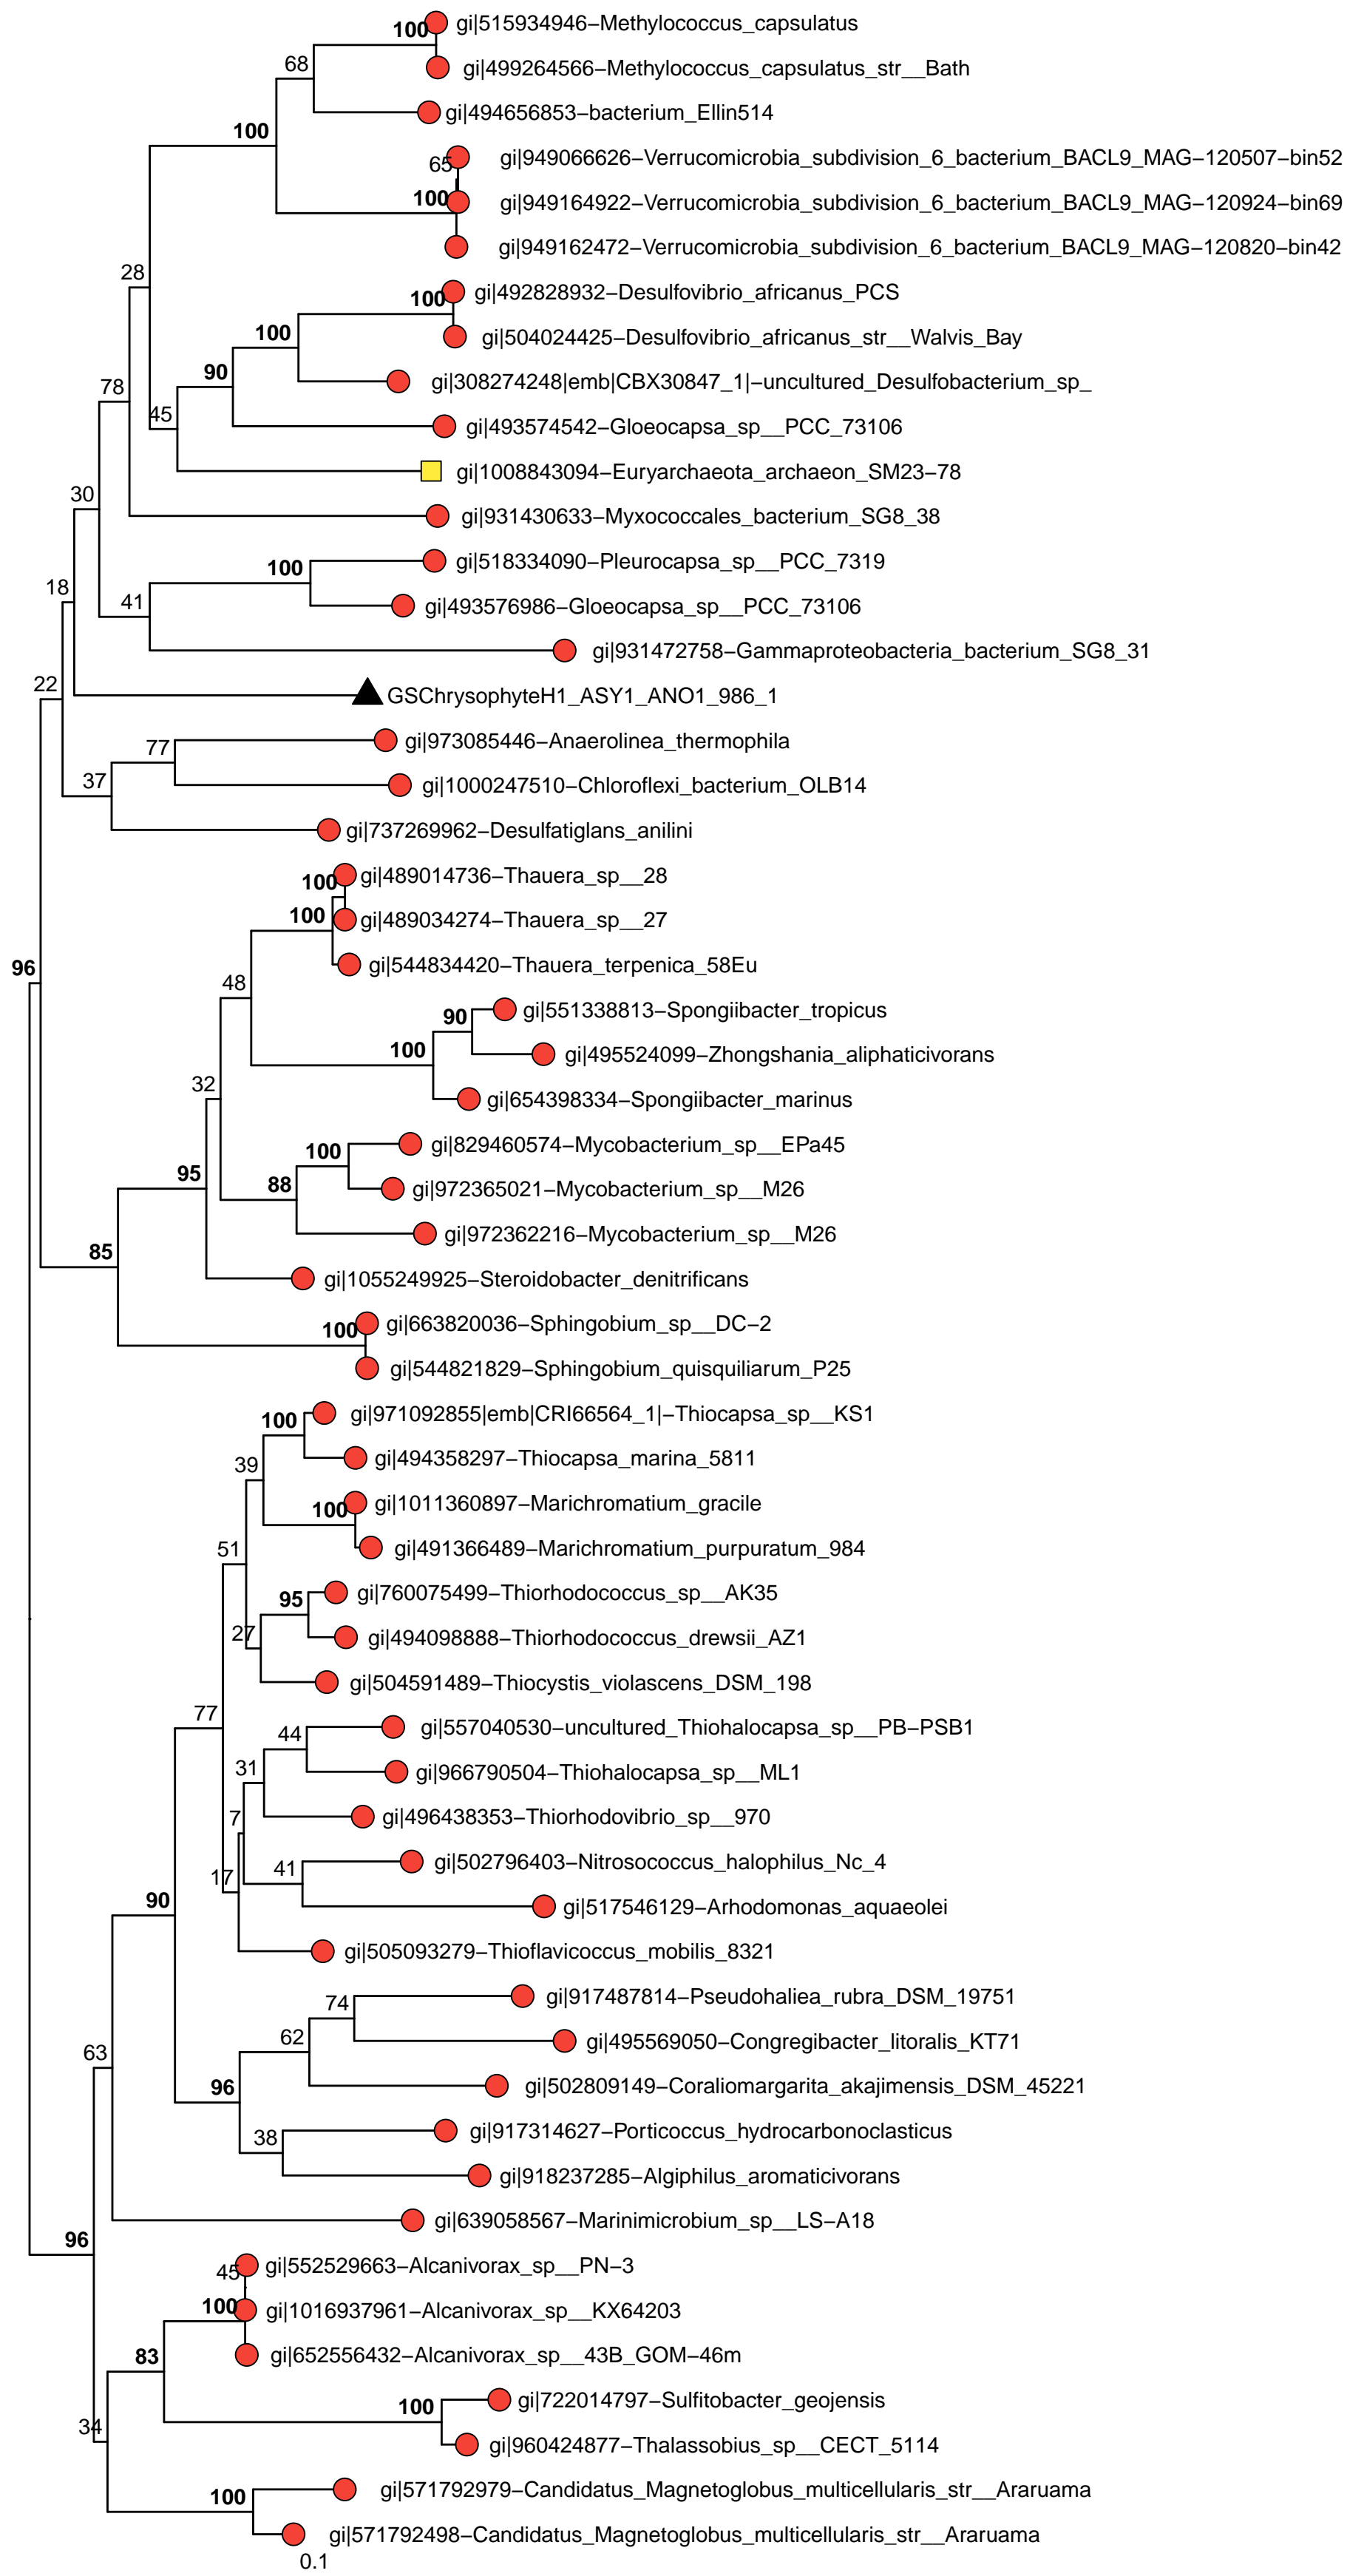 100 gi|515934946–Methylococcus_capsulatus
gi|499264566–Methylococcus_capsulatus_str__Bath
68
gi|494656853–bacterium_Ellin514
100
65 gi|949066626–Verrucomicrobia_subdivision_6_bacterium_BACL9_MAG–120507–bin52
100 gi|949164922–Verrucomicrobia_subdivision_6_bacterium_BACL9_MAG–120924–bin69
gi|949162472–Verrucomicrobia_subdivision_6_bacterium_BACL9_MAG–120820–bin42
28
100 gi|492828932–Desulfovibrio_africanus_PCS
100 gi|504024425–Desulfovibrio_africanus_str__Walvis_Bay
90 gi|308274248|emb|CBX30847_1|–uncultured_Desulfobacterium_sp_
78
45 gi|493574542–Gloeocapsa_sp__PCC_73106
gi|1008843094–Euryarchaeota_archaeon_SM23–78
30
gi|931430633–Myxococcales_bacterium_SG8_38
100 gi|518334090–Pleurocapsa_sp__PCC_7319
18 41 gi|493576986–Gloeocapsa_sp__PCC_73106
gi|931472758–Gammaproteobacteria_bacterium_SG8_31
22
GSChrysophyteH1_ASY1_ANO1_986_1
77 gi|973085446–Anaerolinea_thermophila
37 gi|1000247510–Chloroflexi_bacterium_OLB14
gi|737269962–Desulfatiglans_anilini
100 gi|489014736–Thauera_sp__28
100 gi|489034274–Thauera_sp__27
96 gi|544834420–Thauera_terpenica_58Eu
48
90 gi|551338813–Spongiibacter_tropicus
100 gi|495524099–Zhongshania_aliphaticivorans
32 gi|654398334–Spongiibacter_marinus
100 gi|829460574–Mycobacterium_sp__EPa45
95 88 gi|972365021–Mycobacterium_sp__M26
gi|972362216–Mycobacterium_sp__M26
85
gi|1055249925–Steroidobacter_denitrificans
100 gi|663820036–Sphingobium_sp__DC–2
gi|544821829–Sphingobium_quisquiliarum_P25
100 gi|971092855|emb|CRI66564_1|–Thiocapsa_sp__KS1
39 gi|494358297–Thiocapsa_marina_5811
100 gi|1011360897–Marichromatium_gracile
51 gi|491366489–Marichromatium_purpuratum_984
95 gi|760075499–Thiorhodococcus_sp__AK35
27 gi|494098888–Thiorhodococcus_drewsii_AZ1
gi|504591489–Thiocystis_violascens_DSM_198
77
44 gi|557040530–uncultured_Thiohalocapsa_sp__PB–PSB1
31 gi|966790504–Thiohalocapsa_sp__ML1
7 gi|496438353–Thiorhodovibrio_sp__970
17 41 gi|502796403–Nitrosococcus_halophilus_Nc_4
90 gi|517546129–Arhodomonas_aquaeolei
gi|505093279–Thioflavicoccus_mobilis_8321
74 gi|917487814–Pseudohaliea_rubra_DSM_19751
63 62 gi|495569050–Congregibacter_litoralis_KT71
96 gi|502809149–Coraliomargarita_akajimensis_DSM_45221
38 gi|917314627–Porticoccus_hydrocarbonoclasticus
gi|918237285–Algiphilus_aromaticivorans
gi|639058567–Marinimicrobium_sp__LS–A18
96
45 gi|552529663–Alcanivorax_sp__PN–3
100 gi|1016937961–Alcanivorax_sp__KX64203
83 gi|652556432–Alcanivorax_sp__43B_GOM–46m
100 gi|722014797–Sulfitobacter_geojensis
34 gi|960424877–Thalassobius_sp__CECT_5114
100 gi|571792979–Candidatus_Magnetoglobus_multicellularis_str__Araruama
gi|571792498–Candidatus_Magnetoglobus_multicellularis_str__Araruama
0.1